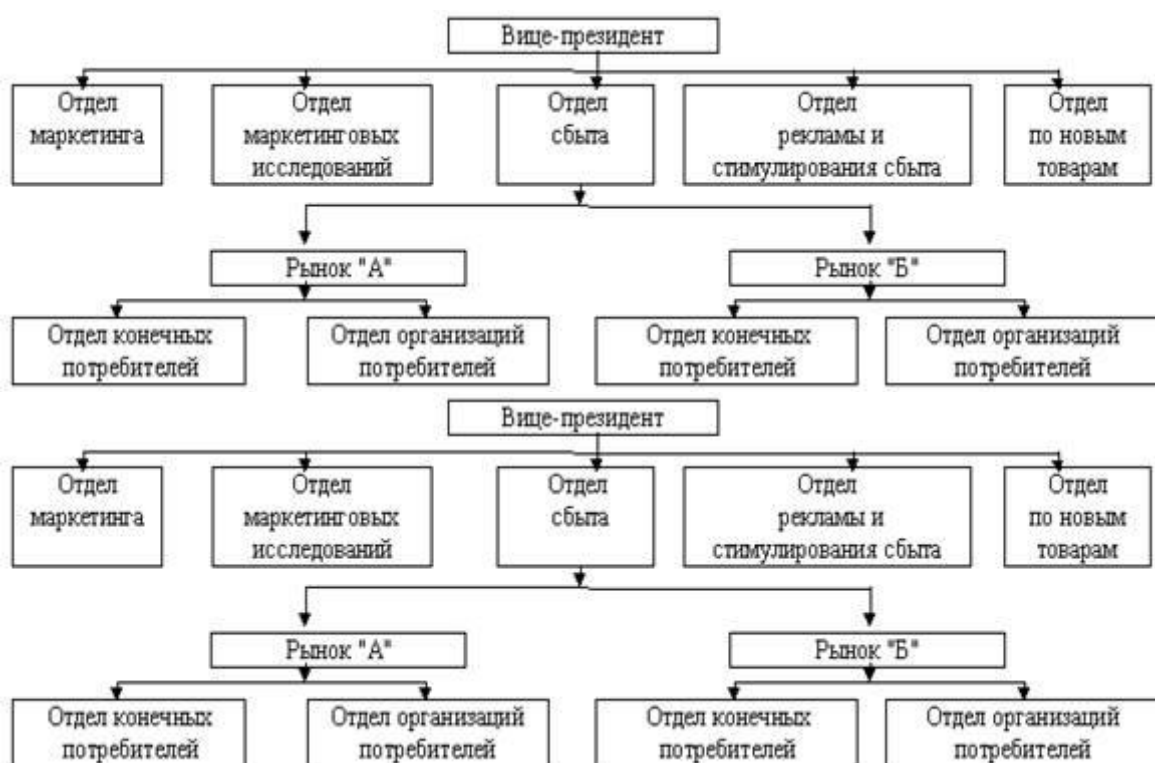 Вице-президент
Отдел
маркетинга
Отдел
маркетинговых
исследований
Отдел
сбыта
Отдел
рекламы и
стимулирования сбыта
Отдел
по новым
товарам
Рынок "А"
Рынок "Б"
Отдел конечных
потребителей
Отдел организаций
потребителей
Отдел конечных
потребителей
Отдел организаций
потребителей
Вице-президент
Отдел
маркетинга
Отдел
маркетинговых
исследований
Отдел
сбыта
Отдел
рекламы и
стимулирования сбыта
Отдел
по новым
товарам
Рынок "А"
Рынок "Б"
Отдел конечных
потребителей
Отдел организаций
потребителей
Отдел конечных
потребителей
Отдел организаций
потребителей